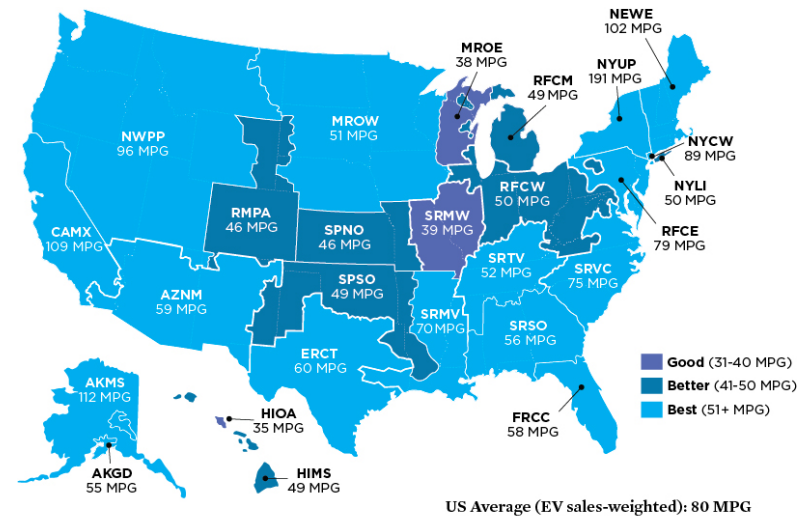 NEWE
102 MPG
MROE
38 MPG
RFCM
49 MPG
NYUP
191 MPG
MROW
51 MPG
NWPP
96 MPG
NYCW
89 MPG
NYLI
50 MPG
RFCW
50 MPG
RMPA
46 MPG
SRMW
39 MPG
SPNO
46 MPG
RFCE
79 MPG
CAMX
109 MPG
SRTV
52 MPG
SRVC
75 MPG
SPSO
49 MPG
AZNM
59 MPG
SRMV
70 MPG
SRSO
56 MPG
ERCT
60 MPG
Good (31-40 MPG)
Better (41-50 MPG)
Best (51+ MPG)
AKMS
112 MPG
HIOA
35 MPG
FRCC
58 MPG
AKGD
55 MPG
HIMS
49 MPG
US Average (EV sales-weighted): 80 MPG